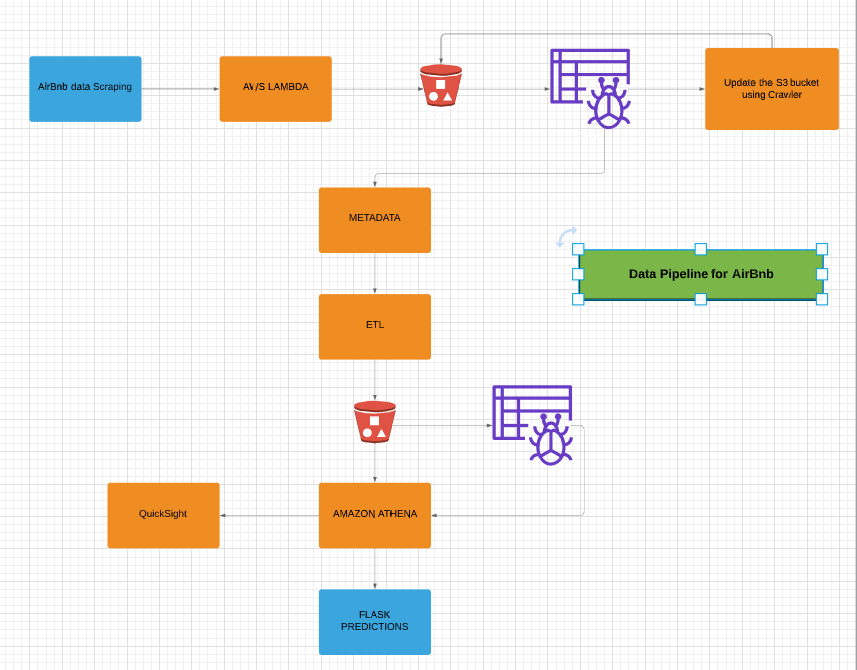 AirBnb data Scraping
AWS LAMBDA
Update the S3 bucket
using Crawler
METADATA
Data Pipeline for AirBnb
ETL
QuickSight
AMAZON ATHENA
FLASK
PREDICTIONS